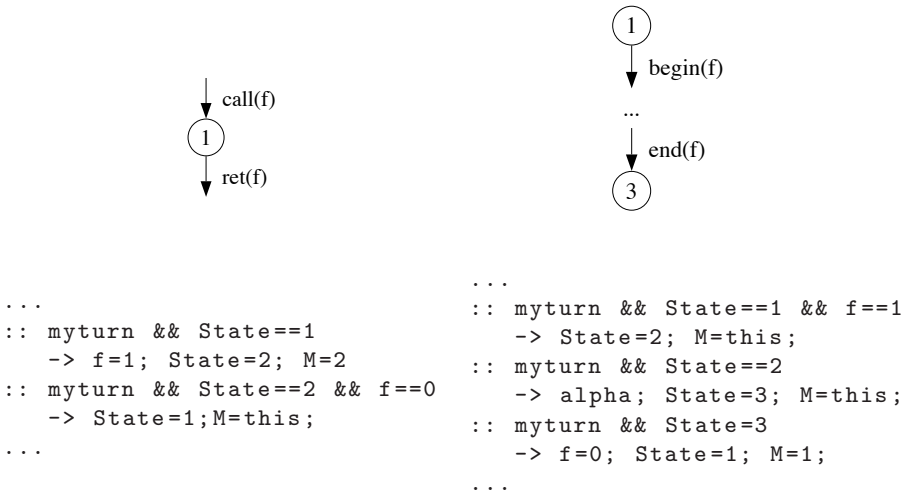 call(f)
1
ret(f)
1
begin(f)
...
end(f)
3
...
:: myturn && State==1
-> f=1; State=2; M=2
:: myturn && State==2 && f==0
-> State=1;M=this;
...
...
:: myturn && State==1 && f==1
-> State=2; M=this;
:: myturn && State==2
-> alpha; State=3; M=this;
:: myturn && State=3
-> f=0; State=1; M=1;
...